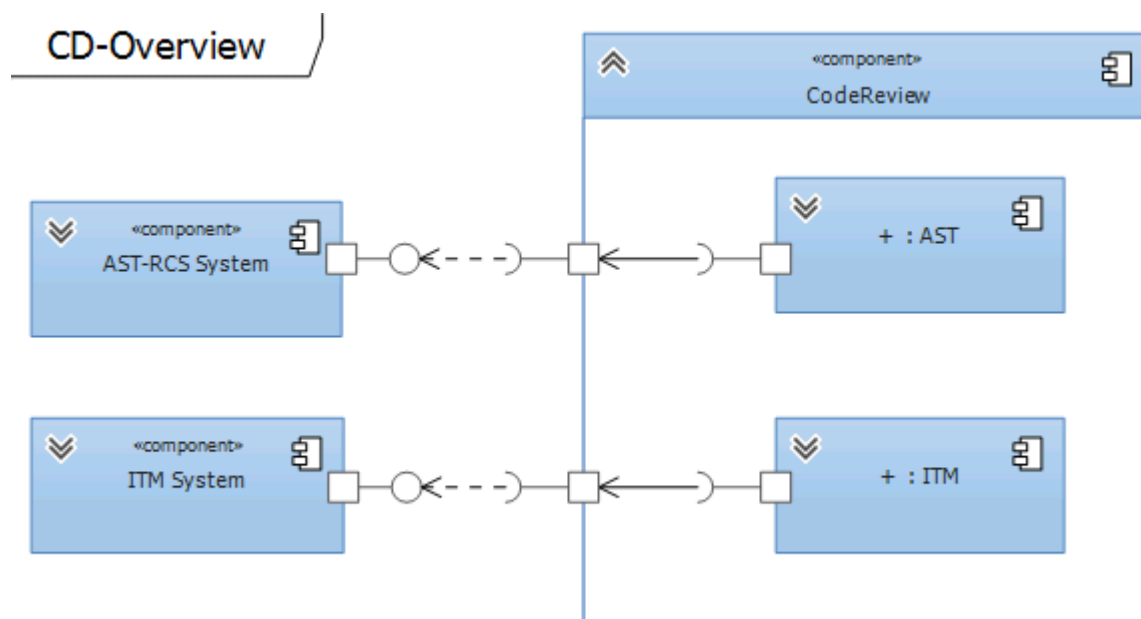 CD-Overview
«component»
CodeReview
«component»
AST-RCS System
+ : AST
«component»
ITM System
+ : ITM